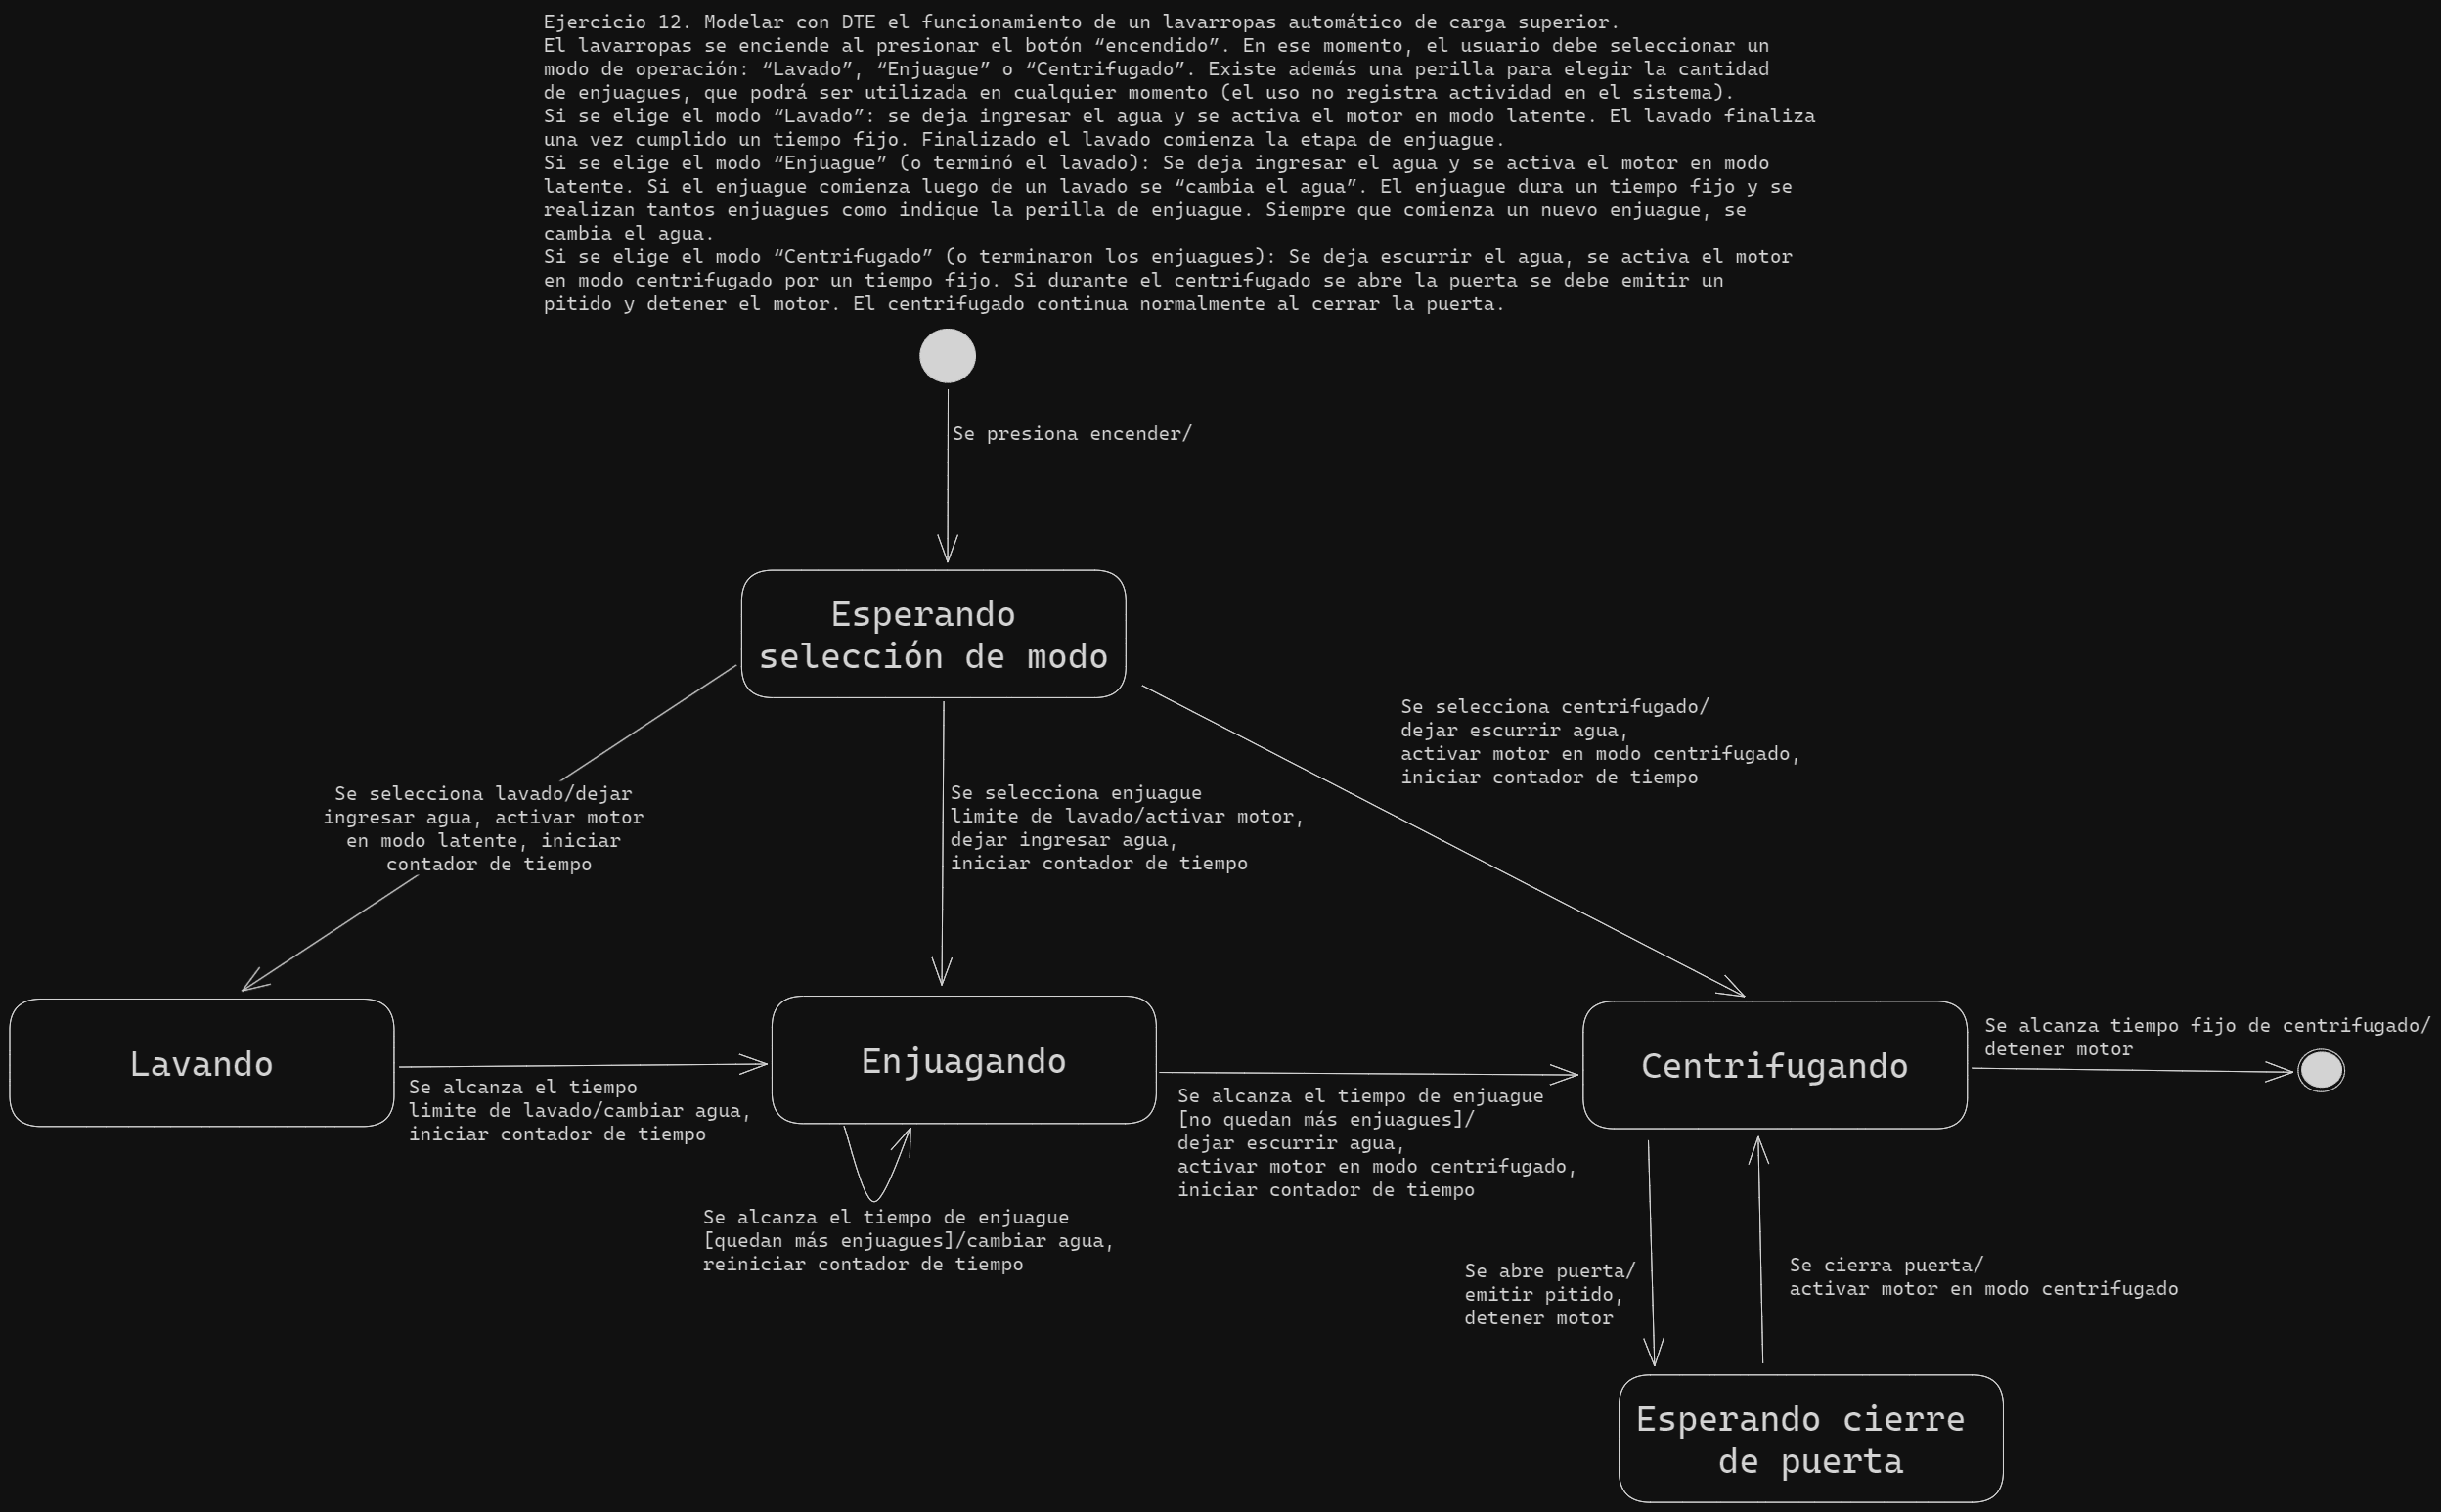 Ejercicio 12. Modelar con DTE el funcionamiento de un lavarropas automático de carga superior.
El lavarropas se enciende al presionar el botón “encendido”. En ese momento, el usuario debe seleccionar un
modo de operación: “Lavado”, “Enjuague” o “Centrifugado”. Existe además una perilla para elegir la cantidad
de enjuagues, que podrá ser utilizada en cualquier momento (el uso no registra actividad en el sistema).
Si se elige el modo “Lavado”: se deja ingresar el agua y se activa el motor en modo latente. El lavado finaliza
una vez cumplido un tiempo fijo. Finalizado el lavado comienza la etapa de enjuague.
Si se elige el modo “Enjuague” (o terminó el lavado): Se deja ingresar el agua y se activa el motor en modo
latente. Si el enjuague comienza luego de un lavado se “cambia el agua”. El enjuague dura un tiempo fijo y se
realizan tantos enjuagues como indique la perilla de enjuague. Siempre que comienza un nuevo enjuague, se
cambia el agua.
Si se elige el modo “Centrifugado” (o terminaron los enjuagues): Se deja escurrir el agua, se activa el motor
en modo centrifugado por un tiempo fijo. Si durante el centrifugado se abre la puerta se debe emitir un
pitido y detener el motor. El centrifugado continua normalmente al cerrar la puerta.
Se presiona encender/
Esperando
selección de modo
Se selecciona lavado/dejar
ingresar agua, activar motor
en modo latente, iniciar
contador de tiempo
Se selecciona enjuague
limite de lavado/activar motor,
dejar ingresar agua,
iniciar contador de tiempo
Se selecciona centrifugado/
dejar escurrir agua,
activar motor en modo centrifugado,
iniciar contador de tiempo
Lavando
Se alcanza el tiempo
limite de lavado/cambiar agua,
iniciar contador de tiempo
Enjuagando
Se alcanza el tiempo de enjuague
[quedan más enjuagues]/cambiar agua,
reiniciar contador de tiempo
Se alcanza el tiempo de enjuague
[no quedan más enjuagues]/
dejar escurrir agua,
activar motor en modo centrifugado,
iniciar contador de tiempo
Centrifugando
Se alcanza tiempo fijo de centrifugado/
detener motor
Se abre puerta/
emitir pitido,
detener motor
Se cierra puerta/
activar motor en modo centrifugado
Esperando cierre
de puerta